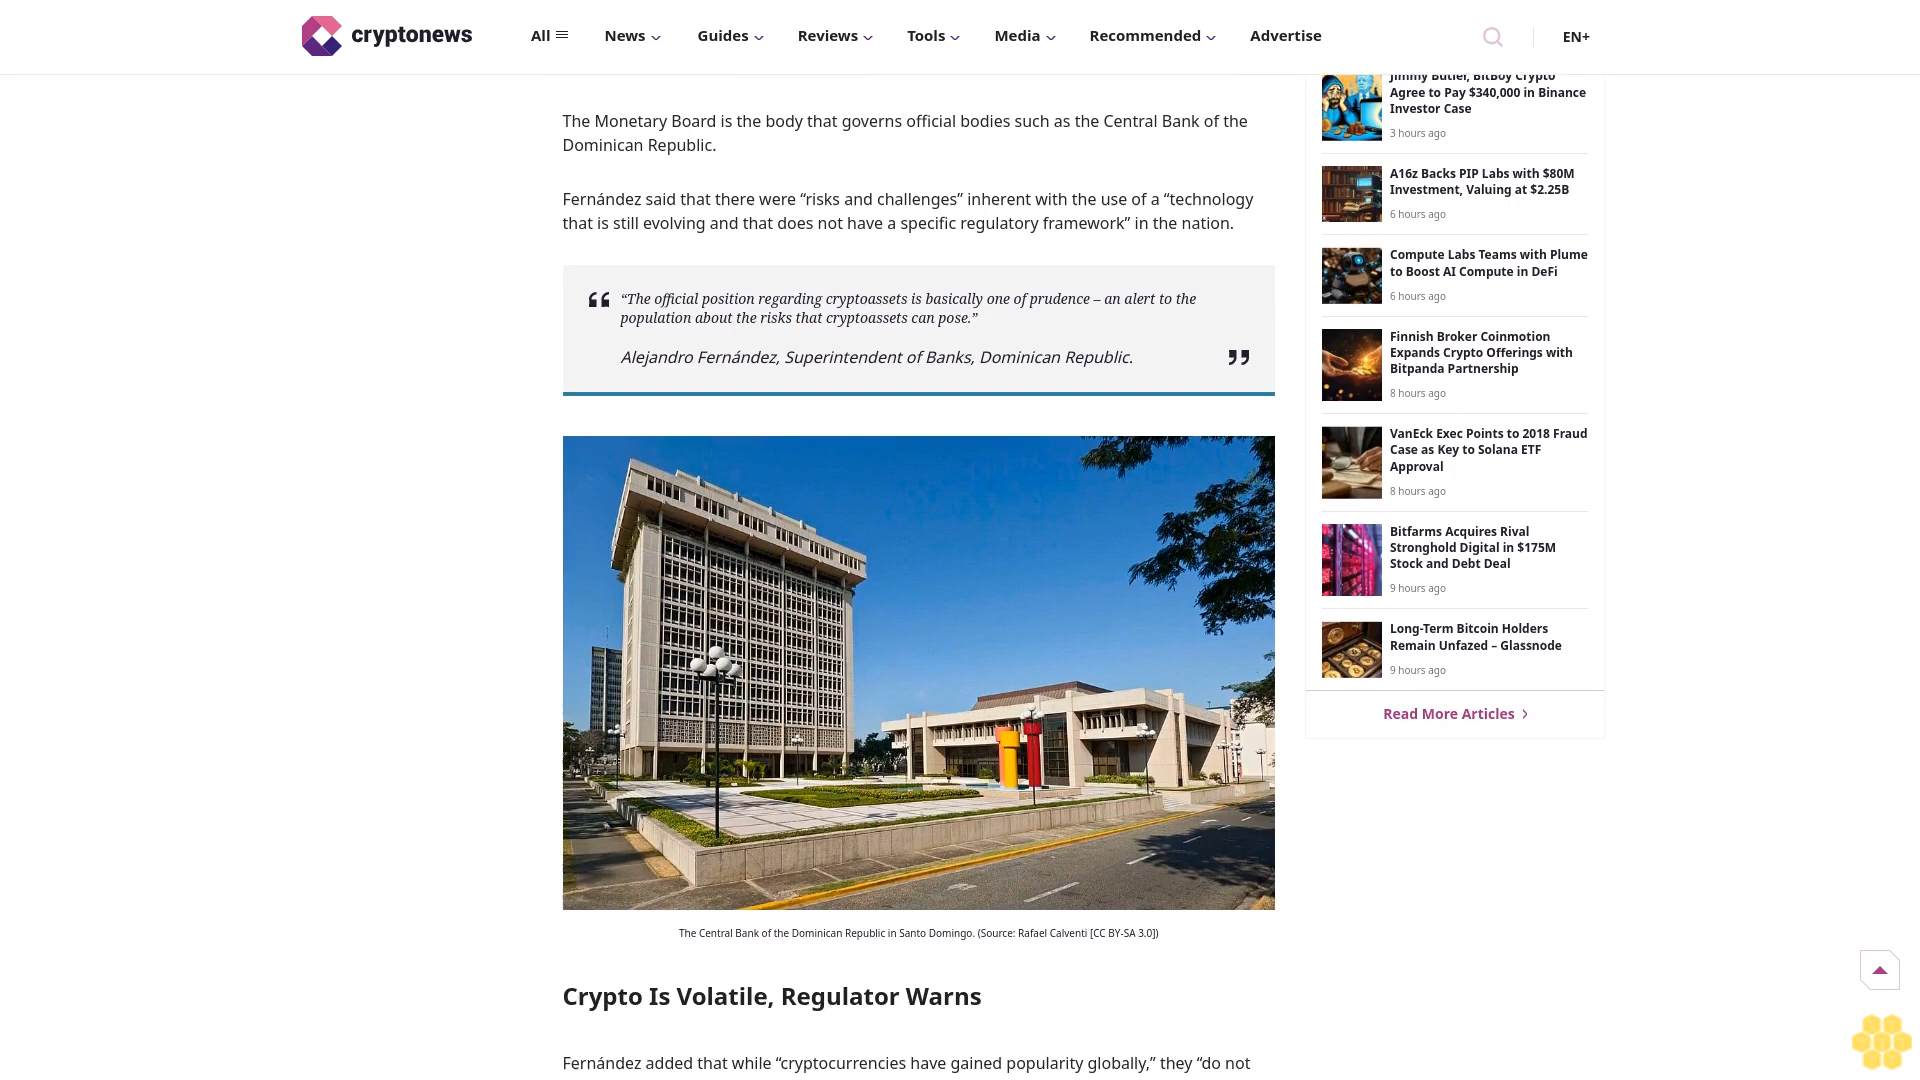 cryptonews
All
News
Guides
Reviews
Tools
Media
Recommended
Advertise
EN+
The Monetary Board is the body that governs official bodies such as the Central Bank of the
Dominican Republic.
Fernández said that there were “risks and challenges” inherent with the use of a “technology
that is still evolving and that does not have a specific regulatory framework” in the nation.
“The official position regarding cryptoassets is basically one of prudence – an alert to the
population about the risks that cryptoassets can pose.”
Alejandro Fernández, Superintendent of Banks, Dominican Republic.
The Central Bank of the Dominican Republic in Santo Domingo. (Source: Rafael Calventi [CC BY-SA 3.0])
Crypto Is Volatile, Regulator Warns
Fernández added that while “cryptocurrencies have gained popularity globally,” they “do not
Jimmy Butler, BitBoy Crypto
Agree to Pay $340,000 in Binance
Investor Case
3 hours ago
A16z Backs PIP Labs with $80M
Investment, Valuing at $2.25B
6 hours ago
Compute Labs Teams with Plume
to Boost AI Compute in DeFi
6 hours ago
Finnish Broker Coinmotion
Expands Crypto Offerings with
Bitpanda Partnership
8 hours ago
VanEck Exec Points to 2018 Fraud
Case as Key to Solana ETF
Approval
8 hours ago
Bitfarms Acquires Rival
Stronghold Digital in $175M
Stock and Debt Deal
9 hours ago
Long-Term Bitcoin Holders
Remain Unfazed – Glassnode
9 hours ago
Read More Articles